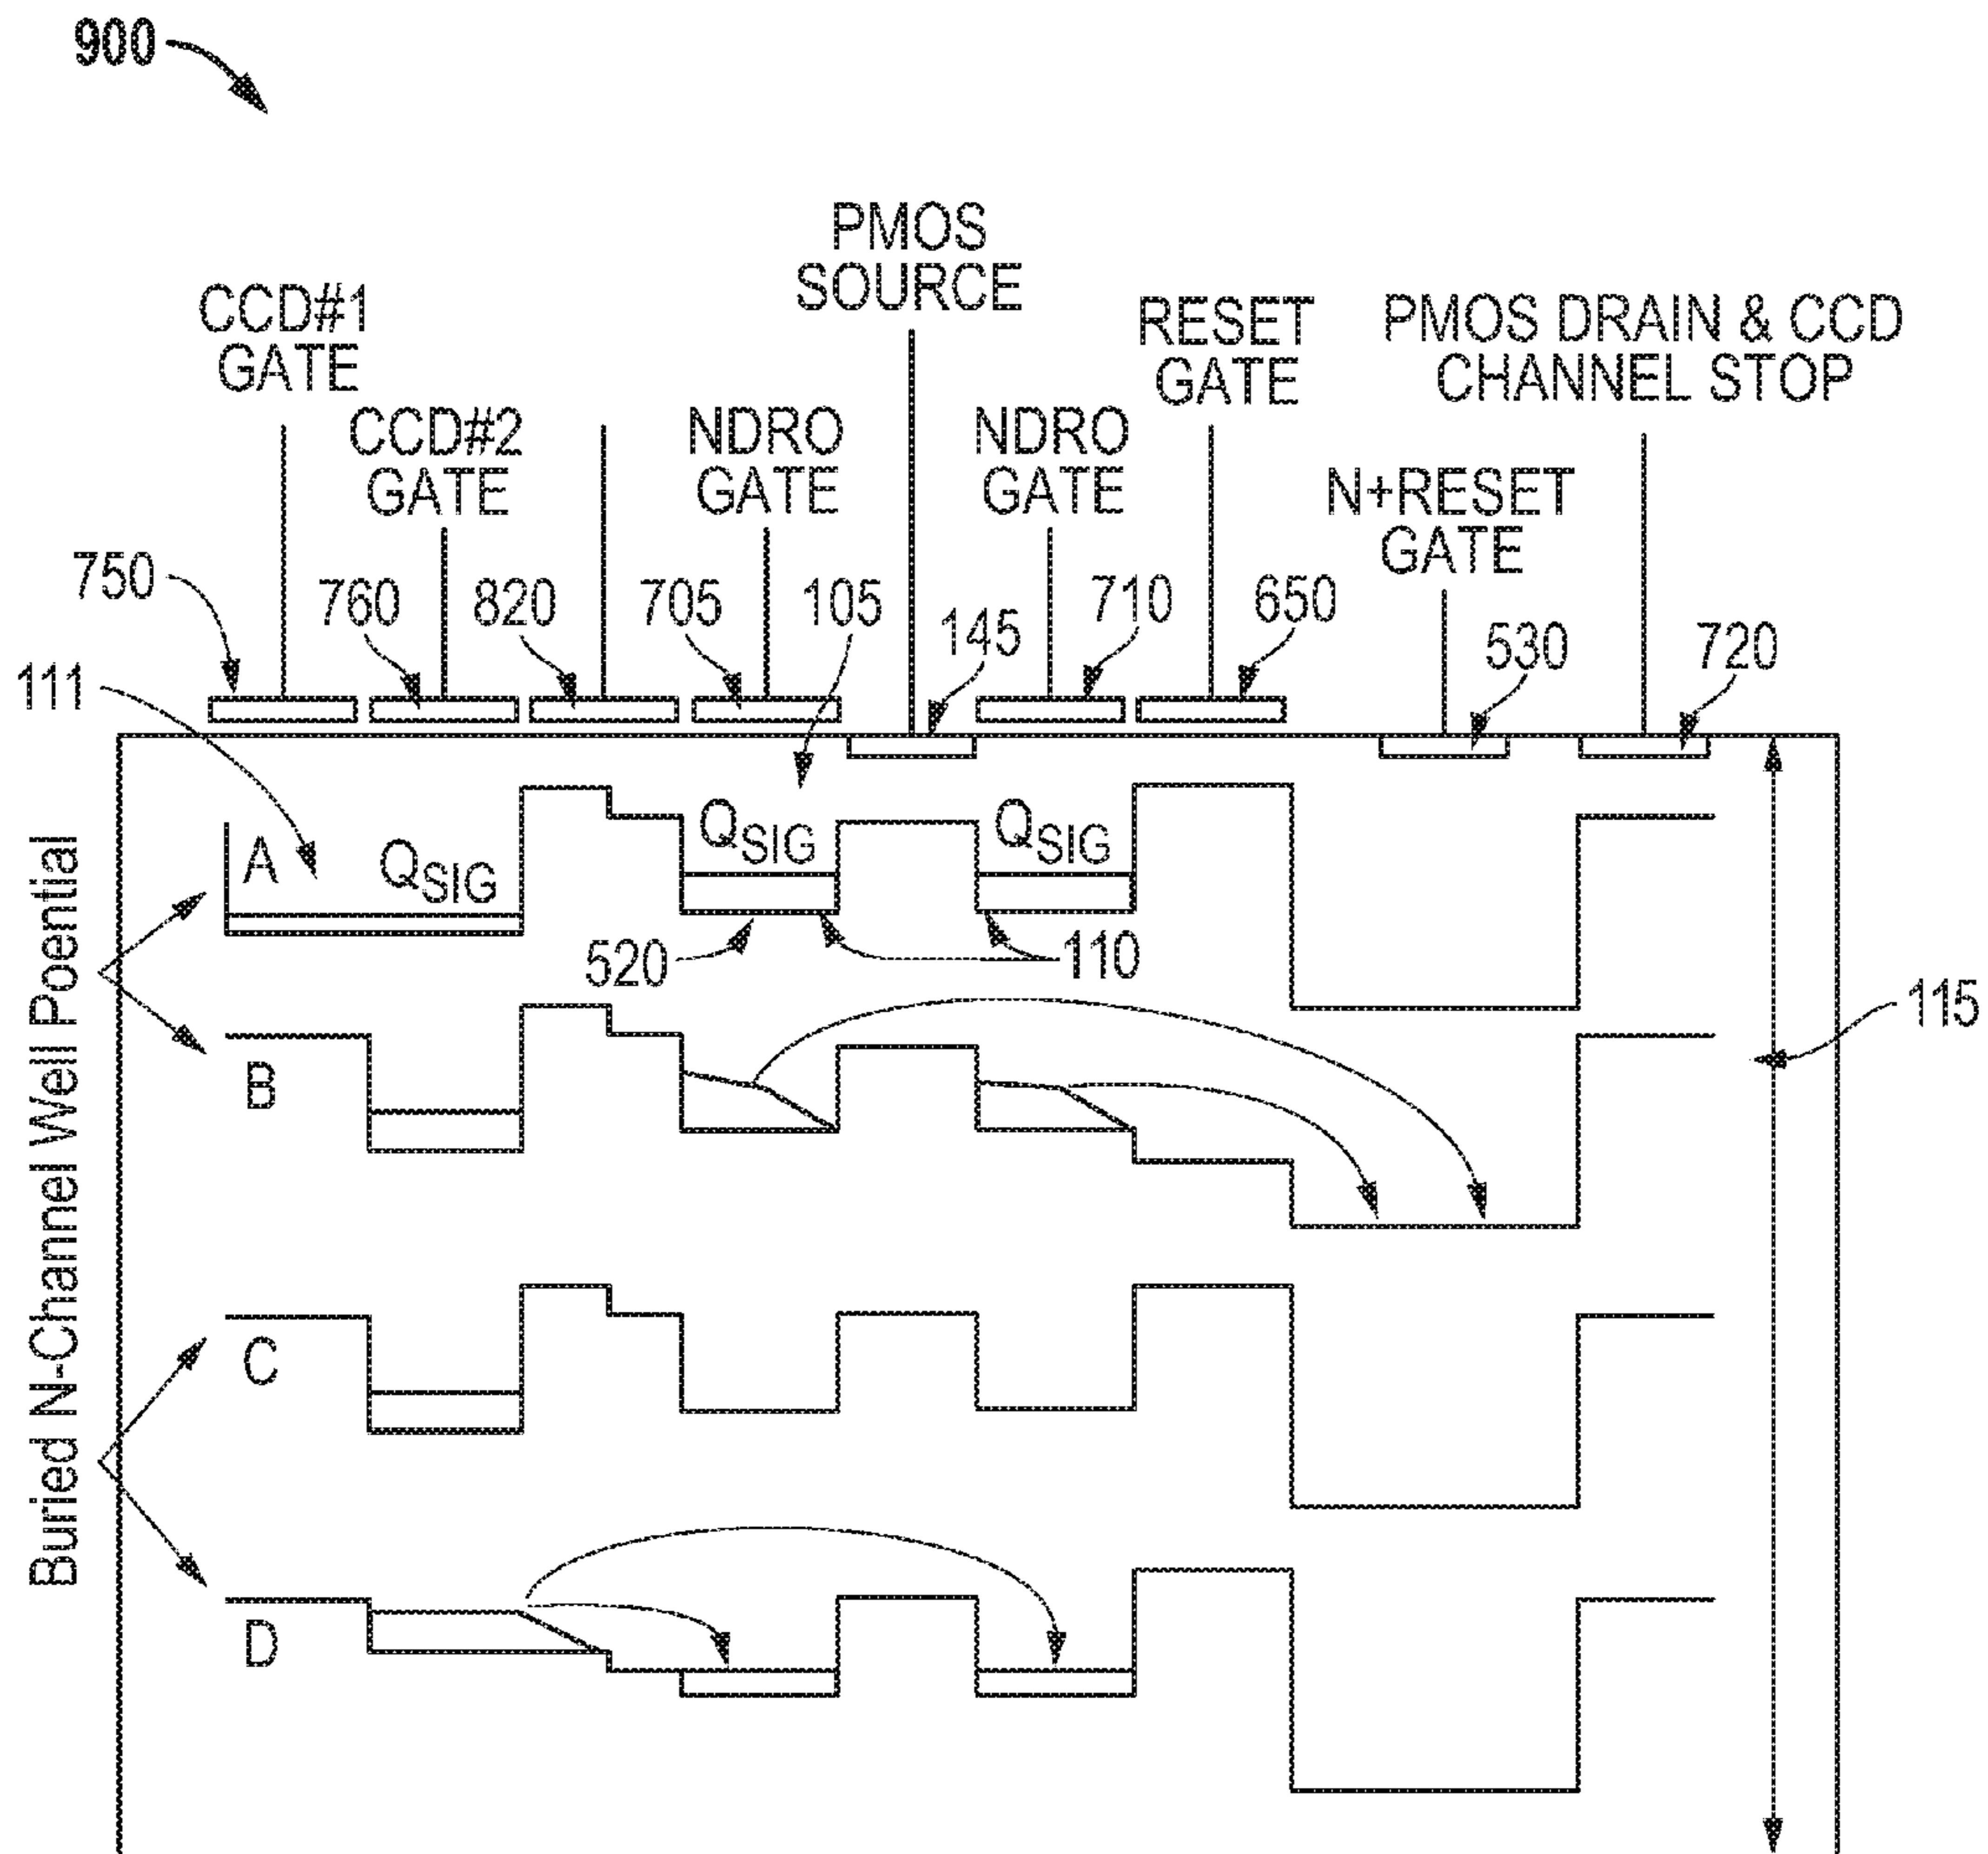 900
PMOS
SOURCE
CCD#1
GATE
RESET
GATE
PMOS DRAIN & CCD
CHANNEL STOP
CCD#2
GATE
NDRO
GATE
NDRO
GATE
N+RESET
GATE
750
760
820
705
105
145
710
650
530
720
111
A
QSIG
QSIG
QSIG
520
110
115
B
C
D
Buried N-Channel Well Poential